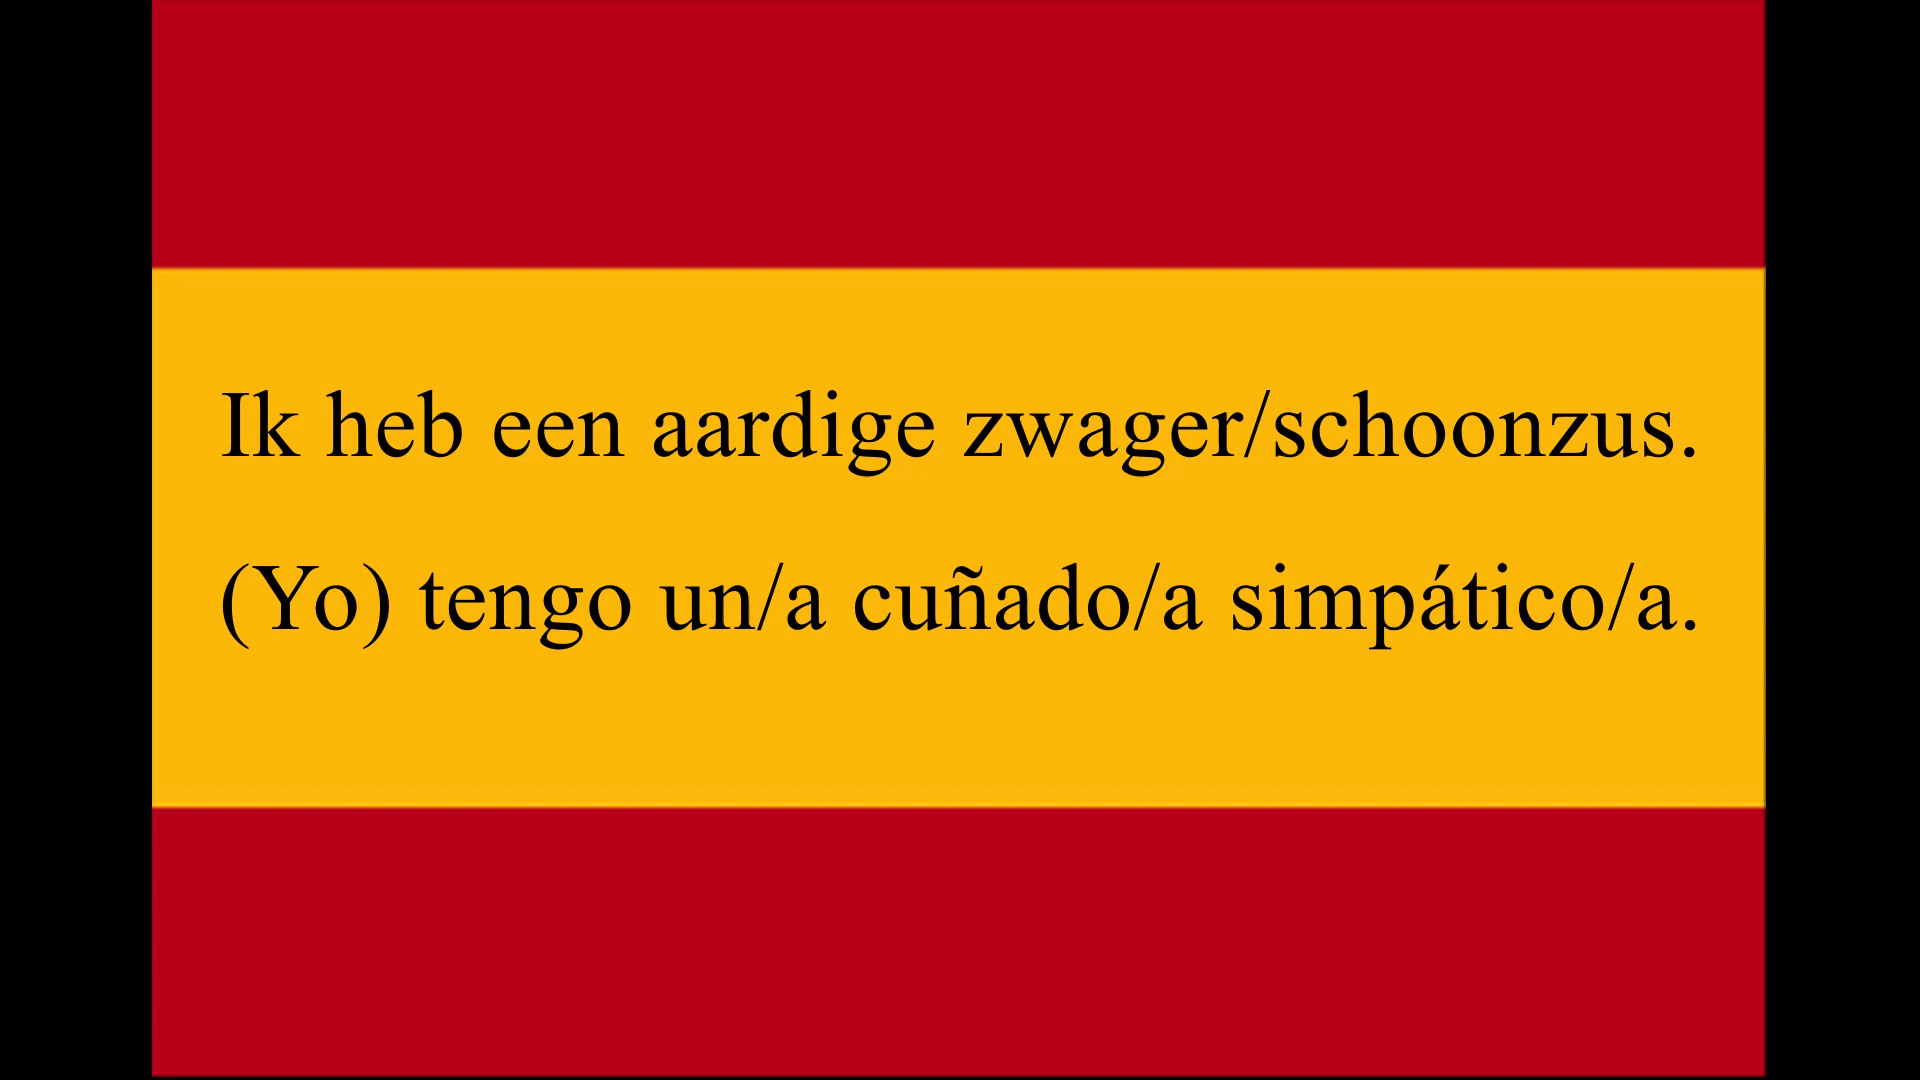 Ik heb een aardige zwager/schoonzus.
(Yo) tengo un/a cuñado/a simpático/a.